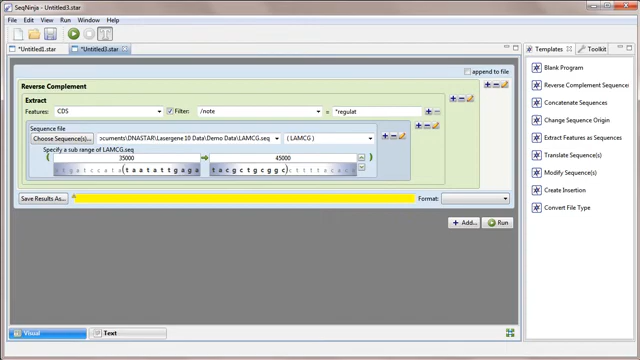 SeqNinja - Untitled3.star
File Edit View Run Window Help
*Untitled1.star *Untitled3.star
append to file
Reverse Complement
Extract
Features: CDS Filter: /note = *regulat
Sequence file
Choose Sequence(s)... ocuments\DNASTAR\Lasergene 10 Data\Demo Data\LAMCG.seq ( LAMCG )
Specify a sub range of LAMCG.seq
35000 45000
ctgatccata(taatattgaga tacgctgcggc)cttttacach
Save Results As... Format:
Add... Run
Visual Text
Templates Toolkit
Blank Program
Reverse Complement Sequence
Concatenate Sequences
Change Sequence Origin
Extract Features as Sequences
Translate Sequence(s)
Modify Sequence(s)
Create Insertion
Convert File Type